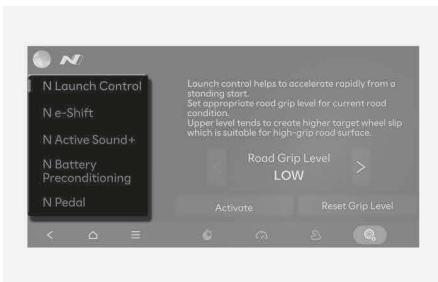 N
N Launch Control
N e-Shift
N Active Sound+
N Battery
Preconditioning
N Pedal
Launch control helps to accelerate rapidly from a
standing start.
Set appropriate road grip level for current road
condition.
Upper level tends to create higher target wheel slip
which is suitable for high-grip road surface.
Road Grip Level
LOW
Activate
Reset Grip Level